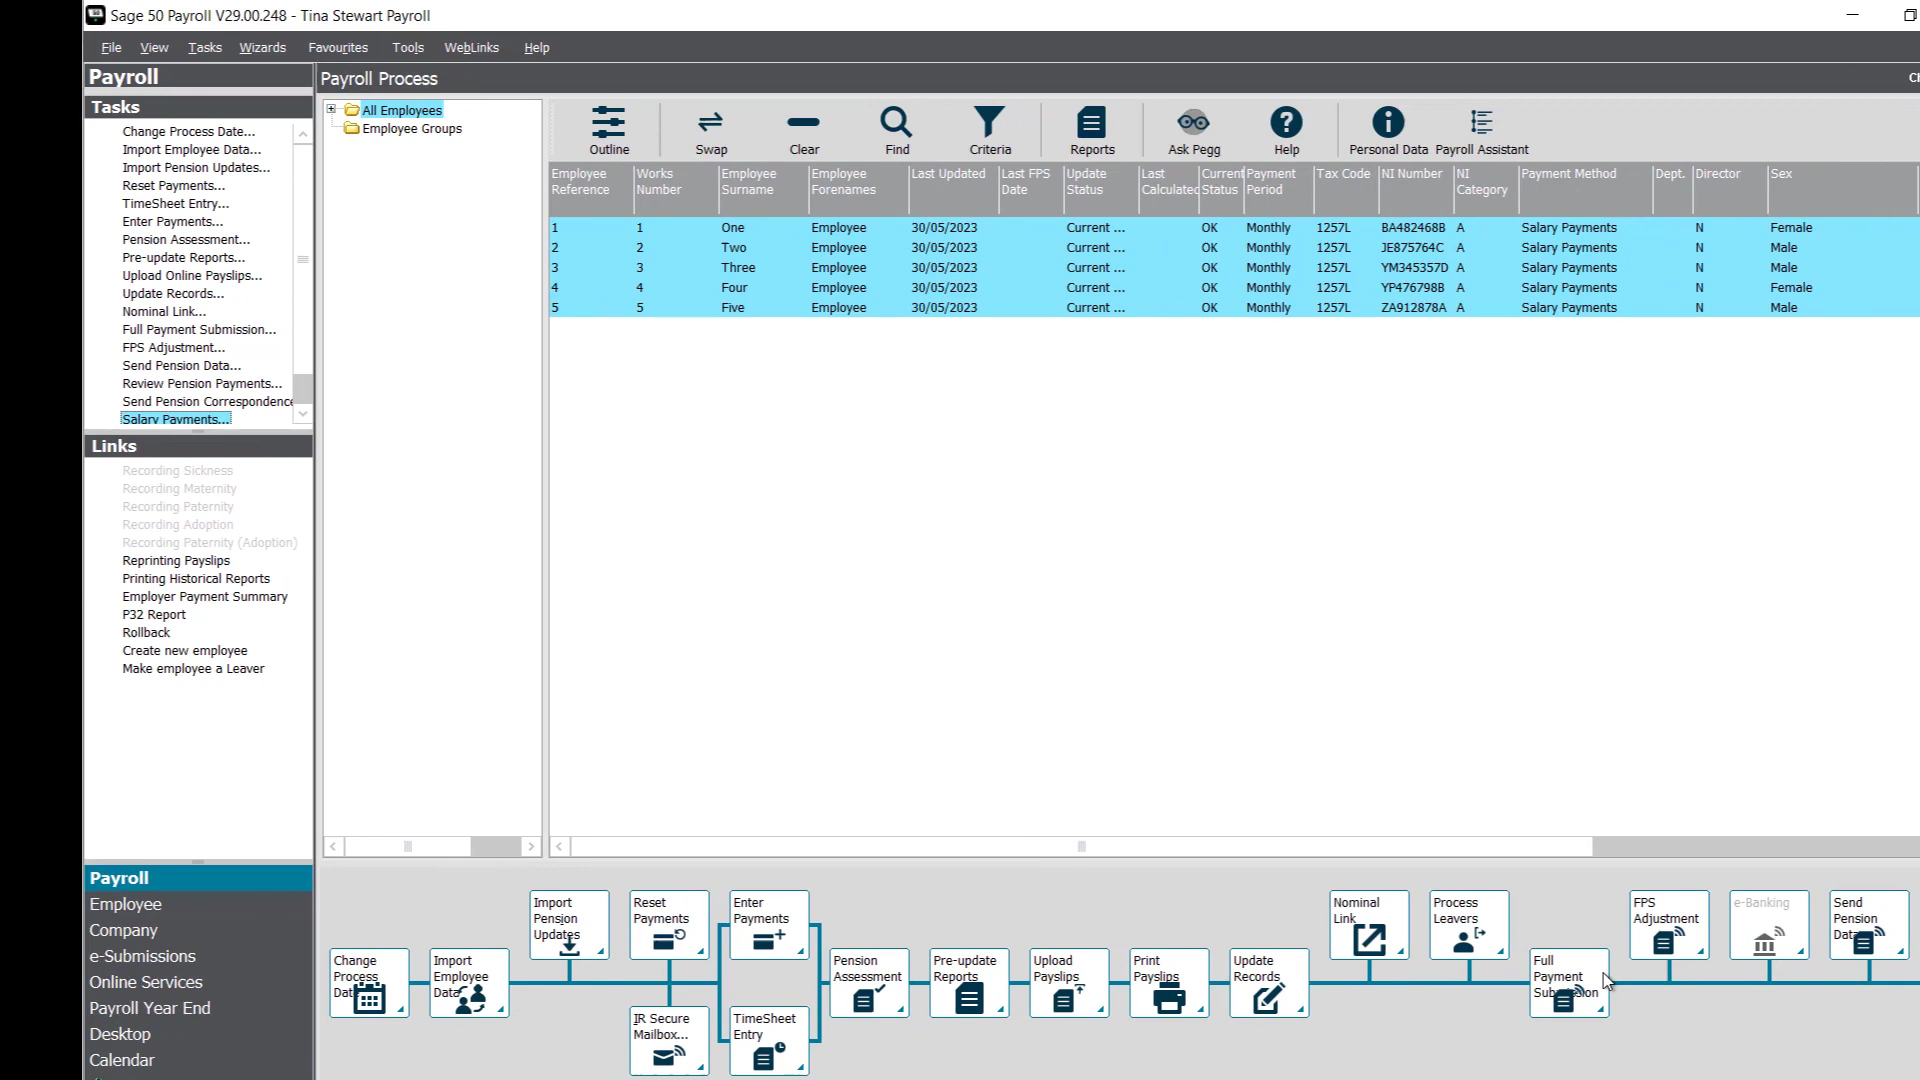 Sage 50 Payroll V29.00.248 - Tina Stewart Payroll
File View Tasks Wizards Favourites Tools WebLinks Help
Payroll
Payroll Process
Tasks
Change Process Date...
Import Employee Data...
Import Pension Updates...
Reset Payments...
TimeSheet Entry...
Enter Payments...
Pension Assessment...
Pre-update Reports...
Upload Online Payslips...
Update Records...
Nominal Link...
Full Payment Submission...
FPS Adjustment...
Send Pension Data...
Review Pension Payments...
Send Pension Correspondence
Salary Payments...
Links
Recording Sickness
Recording Maternity
Recording Paternity
Recording Adoption
Recording Paternity (Adoption)
Reprinting Payslips
Printing Historical Reports
Employer Payment Summary
P32 Report
Rollback
Create new employee
Make employee a Leaver
Payroll
Employee
Company
e-Submissions
Online Services
Payroll Year End
Desktop
Calendar
All Employees
Employee Groups
Outline Swap Clear Find Criteria Reports Ask Pegg Help Personal Data Payroll Assistant
Employee Works Employee Employee Last Updated Last FPS Update Last Current Payment Tax Code NI Number NI Payment Method Dept. Director Sex
Reference Number Surname Forenames Date Status Calculated Status Period Category
1 1 One Employee 30/05/2023 Current ... OK Monthly 1257L BA482468B A Salary Payments N Female
2 2 Two Employee 30/05/2023 Current ... OK Monthly 1257L JE875764C A Salary Payments N Male
3 3 Three Employee 30/05/2023 Current ... OK Monthly 1257L YM345357D A Salary Payments N Male
4 4 Four Employee 30/05/2023 Current ... OK Monthly 1257L YP476798B A Salary Payments N Female
5 5 Five Employee 30/05/2023 Current ... OK Monthly 1257L ZA912878A A Salary Payments N Male
Change
Process
Date
Import
Employee
Data
Import
Pension
Updates
Reset
Payments
IR Secure
Mailbox...
Enter
Payments
TimeSheet
Entry
Pension
Assessment
Pre-update
Reports
Upload
Payslips
Print
Payslips
Update
Records
Nominal
Link
Process
Leavers
Full
Payment
Submission
FPS
Adjustment
e-Banking
Send
Pension
Data